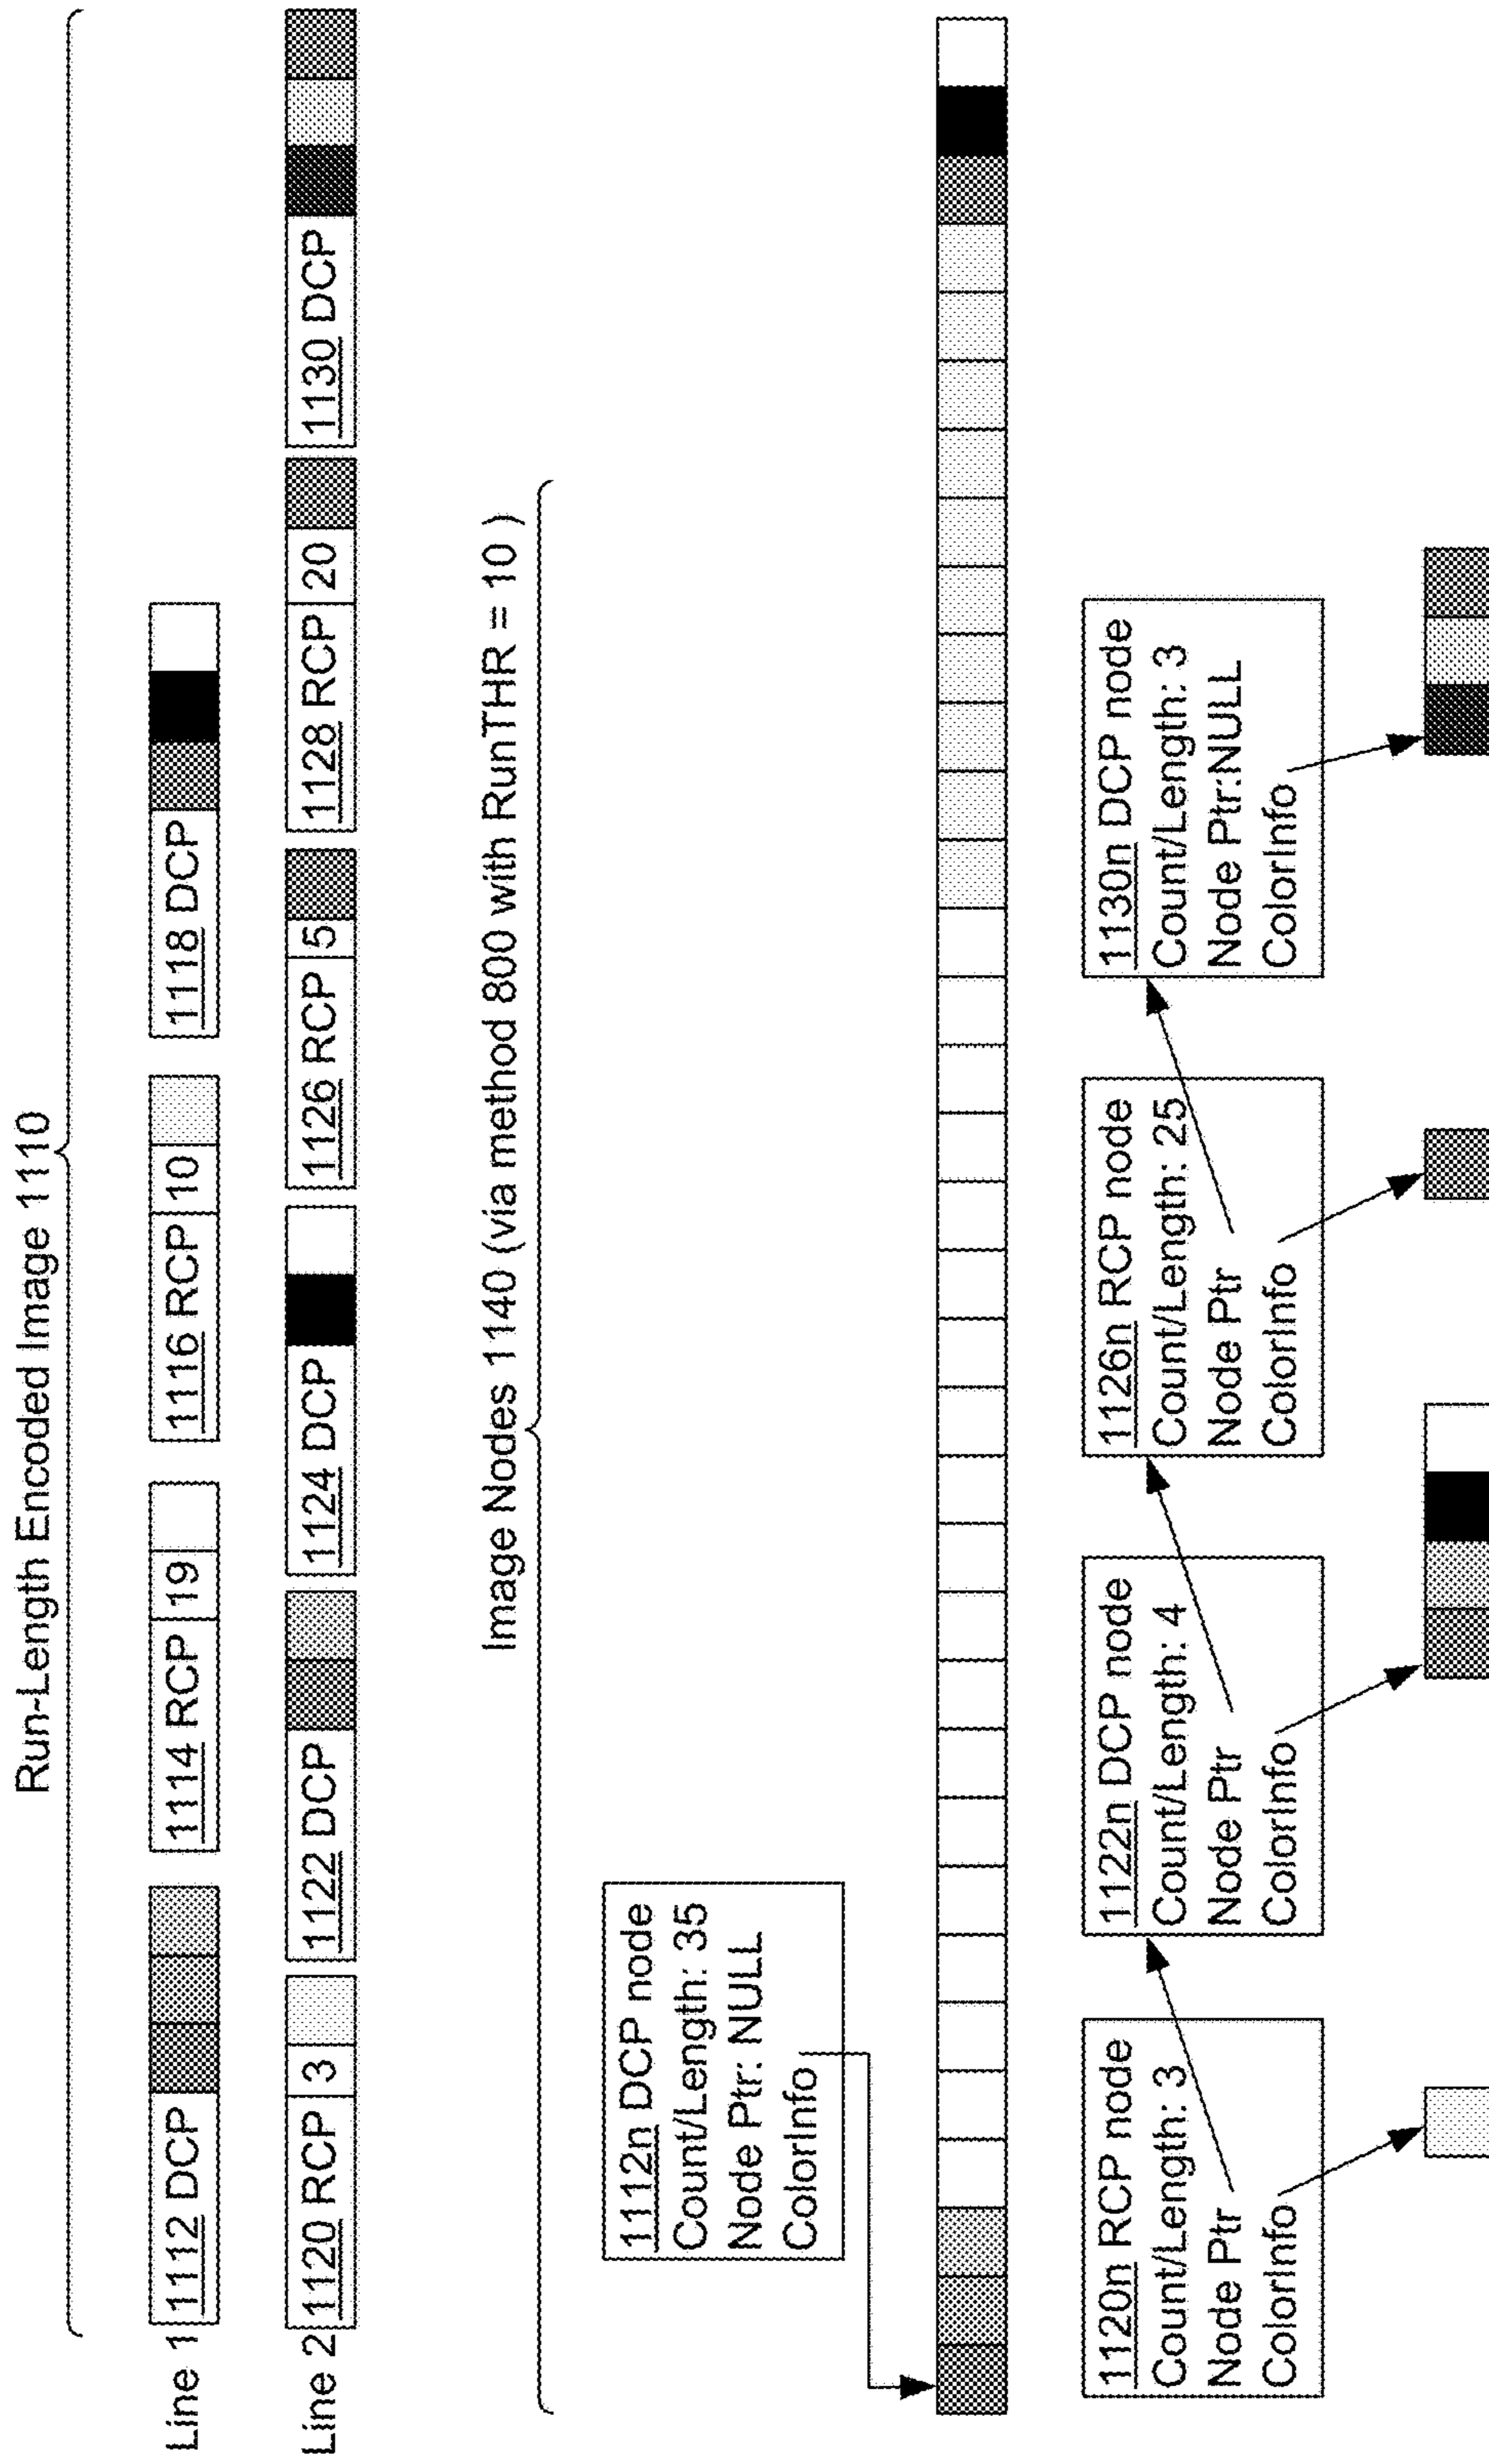 Run-Length Encoded Image 1110
Line 1 1112 DCP 1114 RCP 19 1116 RCP 10 1118 DCP
Line 2 1120 RCP 3 1122 DCP 1124 DCP 1126 RCP 5 1128 RCP 20 1130 DCP
Image Nodes 1140 (via method 800 with RunTHR = 10 )
1112n DCP node
Count/Length: 35
Node Ptr: NULL
ColorInfo
1120n RCP node
Count/Length: 3
Node Ptr
ColorInfo
1122n DCP node
Count/Length: 4
Node Ptr
ColorInfo
1126n RCP node
Count/Length: 25
Node Ptr
ColorInfo
1130n DCP node
Count/Length: 3
Node Ptr:NULL
ColorInfo